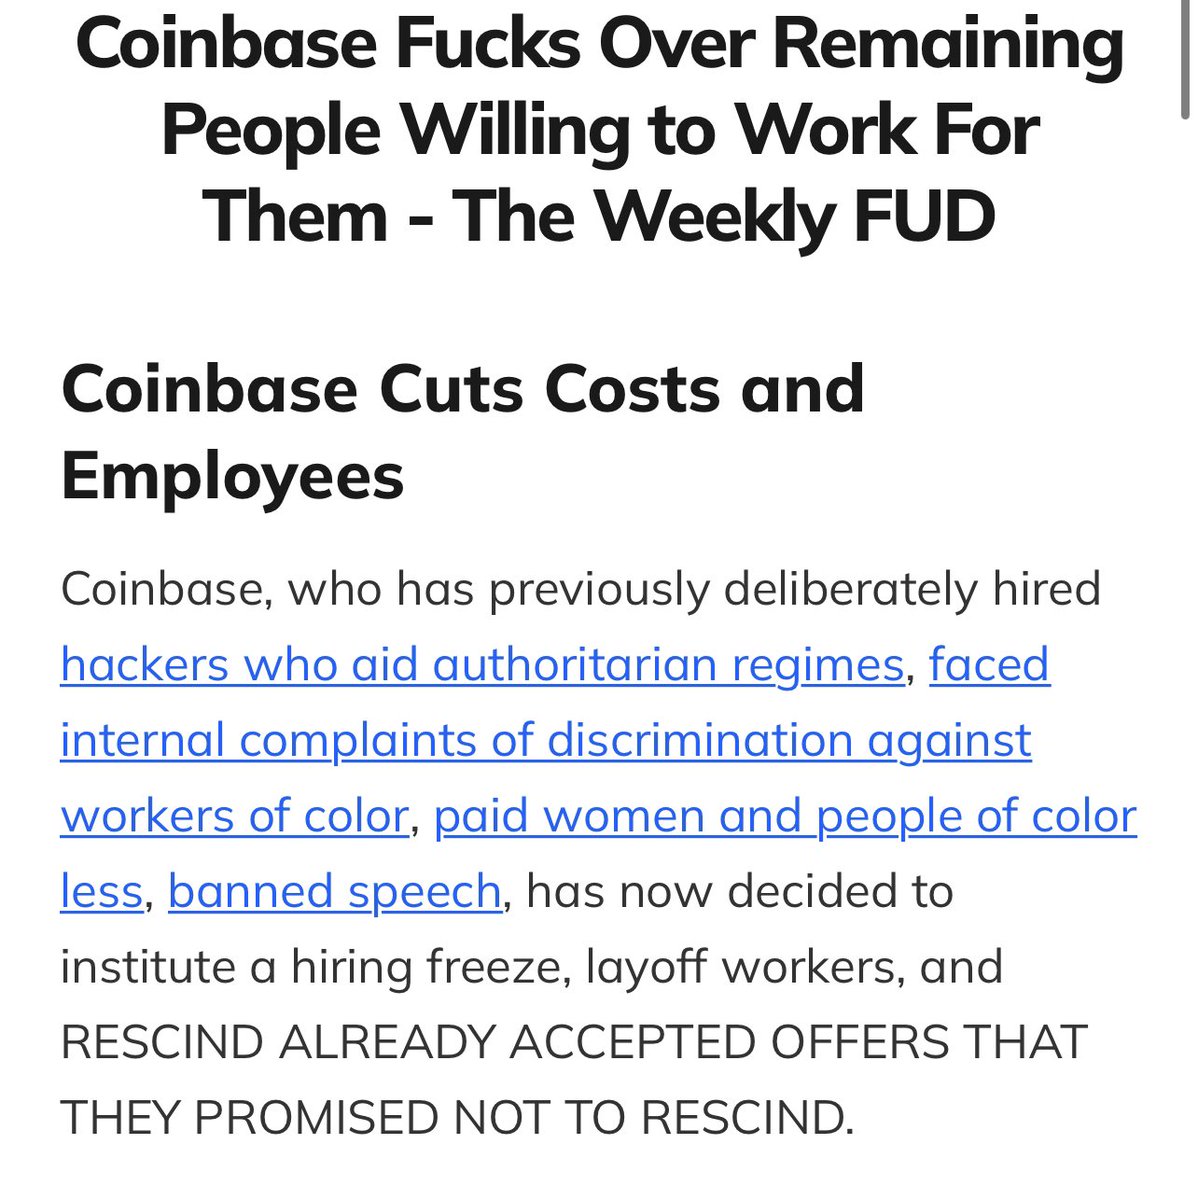 Coinbase Fucks Over Remaining
People Willing to Work For
Them - The Weekly FUD
Coinbase Cuts Costs and
Employees
Coinbase, who has previously deliberately hired
hackers who aid authoritarian regimes, faced
internal complaints of discrimination against
workers of color, paid women and people of color
less, banned speech, has now decided to
institute a hiring freeze, layoff workers, and
RESCIND ALREADY ACCEPTED OFFERS THAT
THEY PROMISED NOT TO RESCIND.